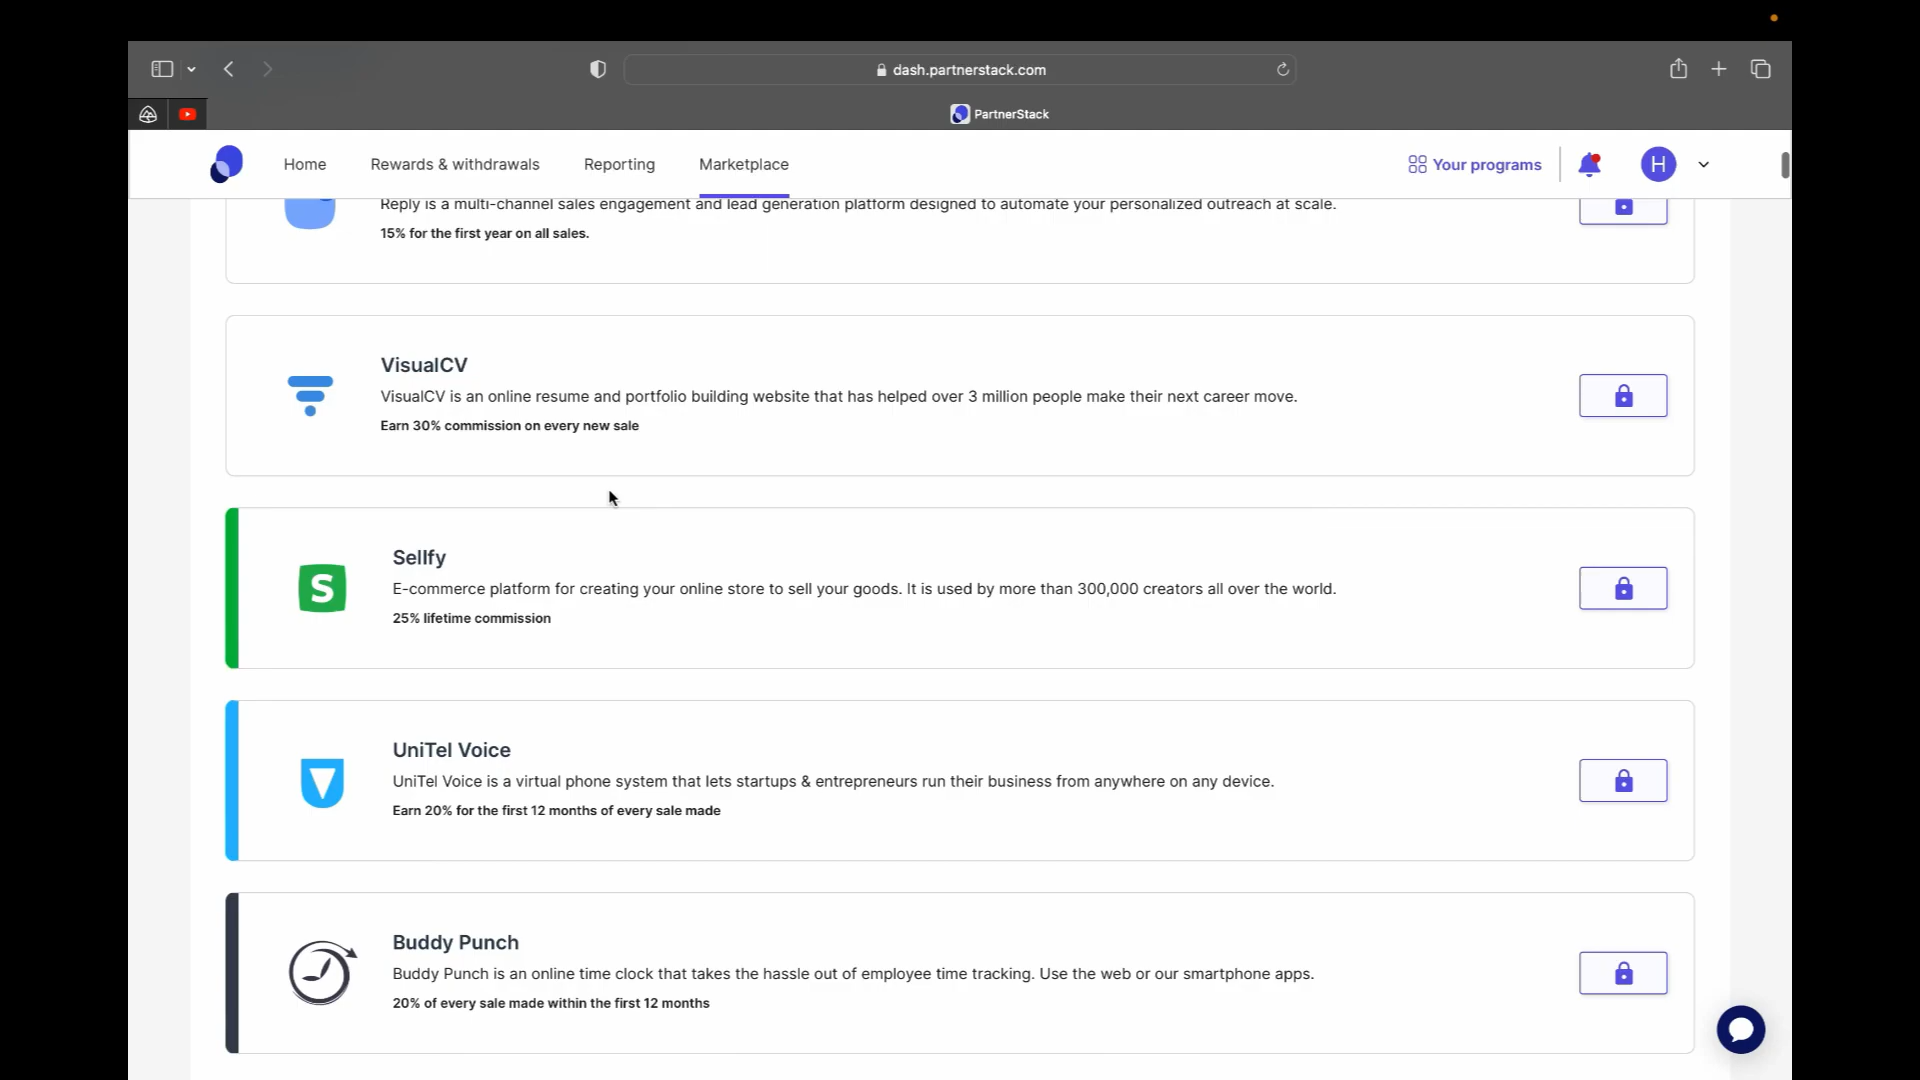 dash.partnerstack.com
PartnerStack
Home
Rewards & withdrawals
Reporting
Marketplace
Your programs
H
Reply is a multi-channel sales engagement and lead generation platform designed to automate your personalized outreach at scale.
15% for the first year on all sales.
VisualCV
VisualCV is an online resume and portfolio building website that has helped over 3 million people make their next career move.
Earn 30% commission on every new sale
S
Sellfy
E-commerce platform for creating your online store to sell your goods. It is used by more than 300,000 creators all over the world.
25% lifetime commission
UniTel Voice
UniTel Voice is a virtual phone system that lets startups & entrepreneurs run their business from anywhere on any device.
Earn 20% for the first 12 months of every sale made
Buddy Punch
Buddy Punch is an online time clock that takes the hassle out of employee time tracking. Use the web or our smartphone apps.
20% of every sale made within the first 12 months